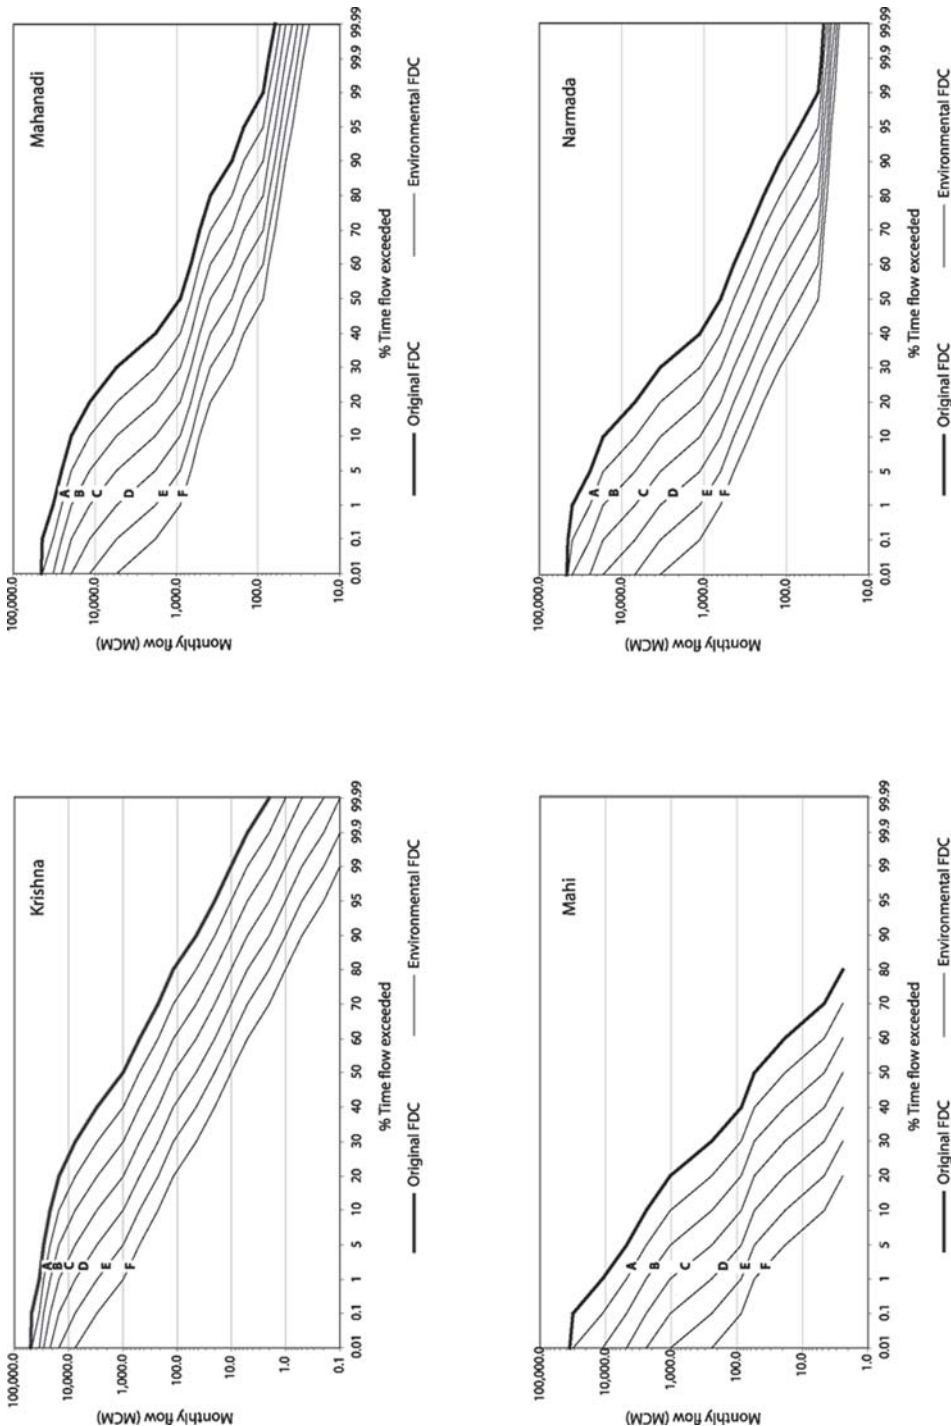 Krishna
Monthly flow (MCM)
100,000.0
10,000.0
1,000.0
100.0
10.0
1.0
0.1
A
B
C
D
E
F
0.01 0.1 1 5 10 20 30 40 50 60 70 80 90 95 99 99.9 99.99
% Time flow exceeded
Original FDC Environmental FDC
Mahanadi
Monthly flow (MCM)
100,000.0
10,000.0
1,000.0
100.0
10.0
A
B
C
D
E
F
0.01 0.1 1 5 10 20 30 40 50 60 70 80 90 95 99 99.9 99.99
% Time flow exceeded
Original FDC Environmental FDC
Mahi
Monthly flow (MCM)
100,000.0
10,000.0
1,000.0
100.0
10.0
1.0
A
B
C
D
E
F
0.01 0.1 1 5 10 20 30 40 50 60 70 80 90 95 99 99.9 99.99
% Time flow exceeded
Original FDC Environmental FDC
Narmada
Monthly flow (MCM)
100,000.0
10,000.0
1,000.0
100.0
10.0
A
B
C
D
E
F
0.01 0.1 1 5 10 20 30 40 50 60 70 80 90 95 99 99.9 99.99
% Time flow exceeded
Original FDC Environmental FDC